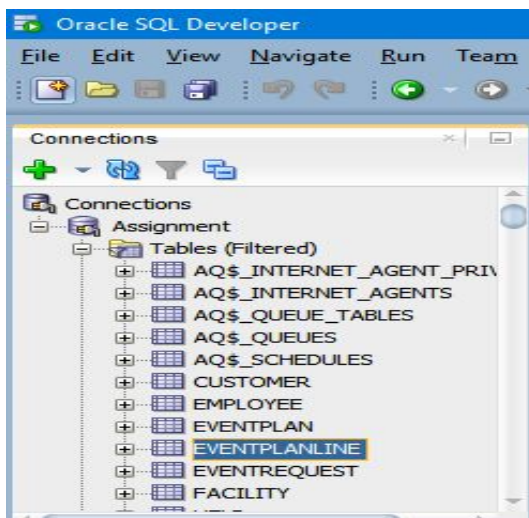 Oracle SQL Developer
File Edit View Navigate Run Team
Connections
Connections
Assignment
Tables (Filtered)
AQ$_INTERNET_AGENT_PRIV
AQ$_INTERNET_AGENTS
AQ$_QUEUE_TABLES
AQ$_QUEUES
AQ$_SCHEDULES
CUSTOMER
EMPLOYEE
EVENTPLAN
EVENTPLANLINE
EVENTREQUEST
FACILITY